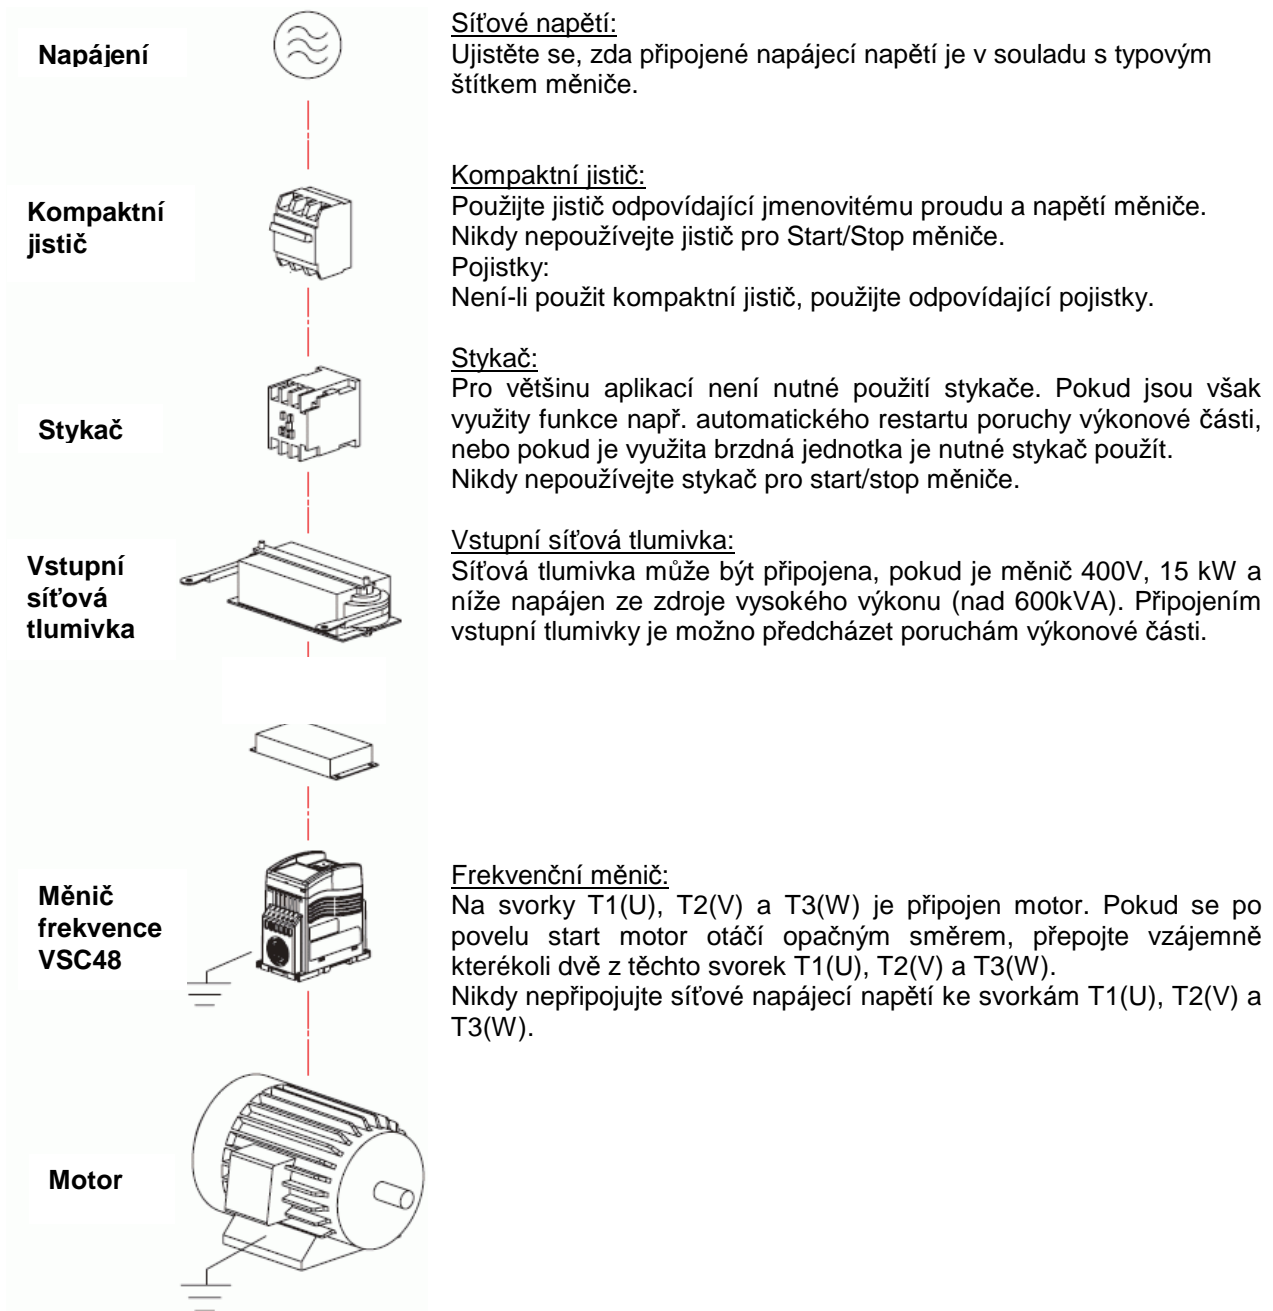 Napájení
Síťové napětí:
Ujistěte se, zda připojené napájecí napětí je v souladu s typovým
štítkem měniče.
Kompaktní
jistič
Kompaktní jistič:
Použijte jistič odpovídající jmenovitému proudu a napětí měniče.
Nikdy nepoužívejte jistič pro Start/Stop měniče.
Pojistky:
Není-li použit kompaktní jistič, použijte odpovídající pojistky.
Stykač
Stykač:
Pro většinu aplikací není nutné použití stykače. Pokud jsou však
využity funkce např. automatického restartu poruchy výkonové části,
nebo pokud je využita brzdná jednotka je nutné stykač použít.
Nikdy nepoužívejte stykač pro start/stop měniče.
Vstupní
síťová
tlumivka
Vstupní síťová tlumivka:
Síťová tlumivka může být připojena, pokud je měnič 400V, 15 kW a
níže napájen ze zdroje vysokého výkonu (nad 600kVA). Připojením
vstupní tlumivky je možno předcházet poruchám výkonové části.
Měnič
frekvence
VSC48
Frekvenční měnič:
Na svorky T1(U), T2(V) a T3(W) je připojen motor. Pokud se po
povelu start motor otáčí opačným směrem, přepojte vzájemně
kterékoli dvě z těchto svorek T1(U), T2(V) a T3(W).
Nikdy nepřipojujte síťové napájecí napětí ke svorkám T1(U), T2(V) a
T3(W).
Motor